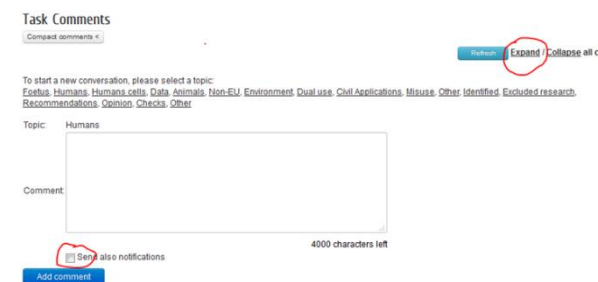 Task Comments
Compact comments <
Refresh Expand / Collapse all c
To start a new conversation, please select a topic:
Foetus, Humans, Humans cells, Data, Animals, Non-EU, Environment, Dual use, Civil Applications, Misuse, Other, Identified, Excluded research,
Recommendations, Opinion, Checks, Other
Topic: Humans
Comment:
4000 characters left
Send also notifications
Add comment